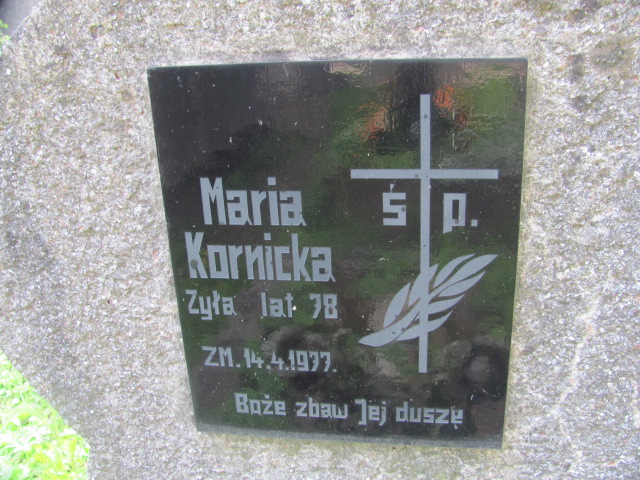 ś p.
Maria
Kornicka
Żyła lat 78
ZM. 14.4.1977.
Boże zbaw Jej duszę